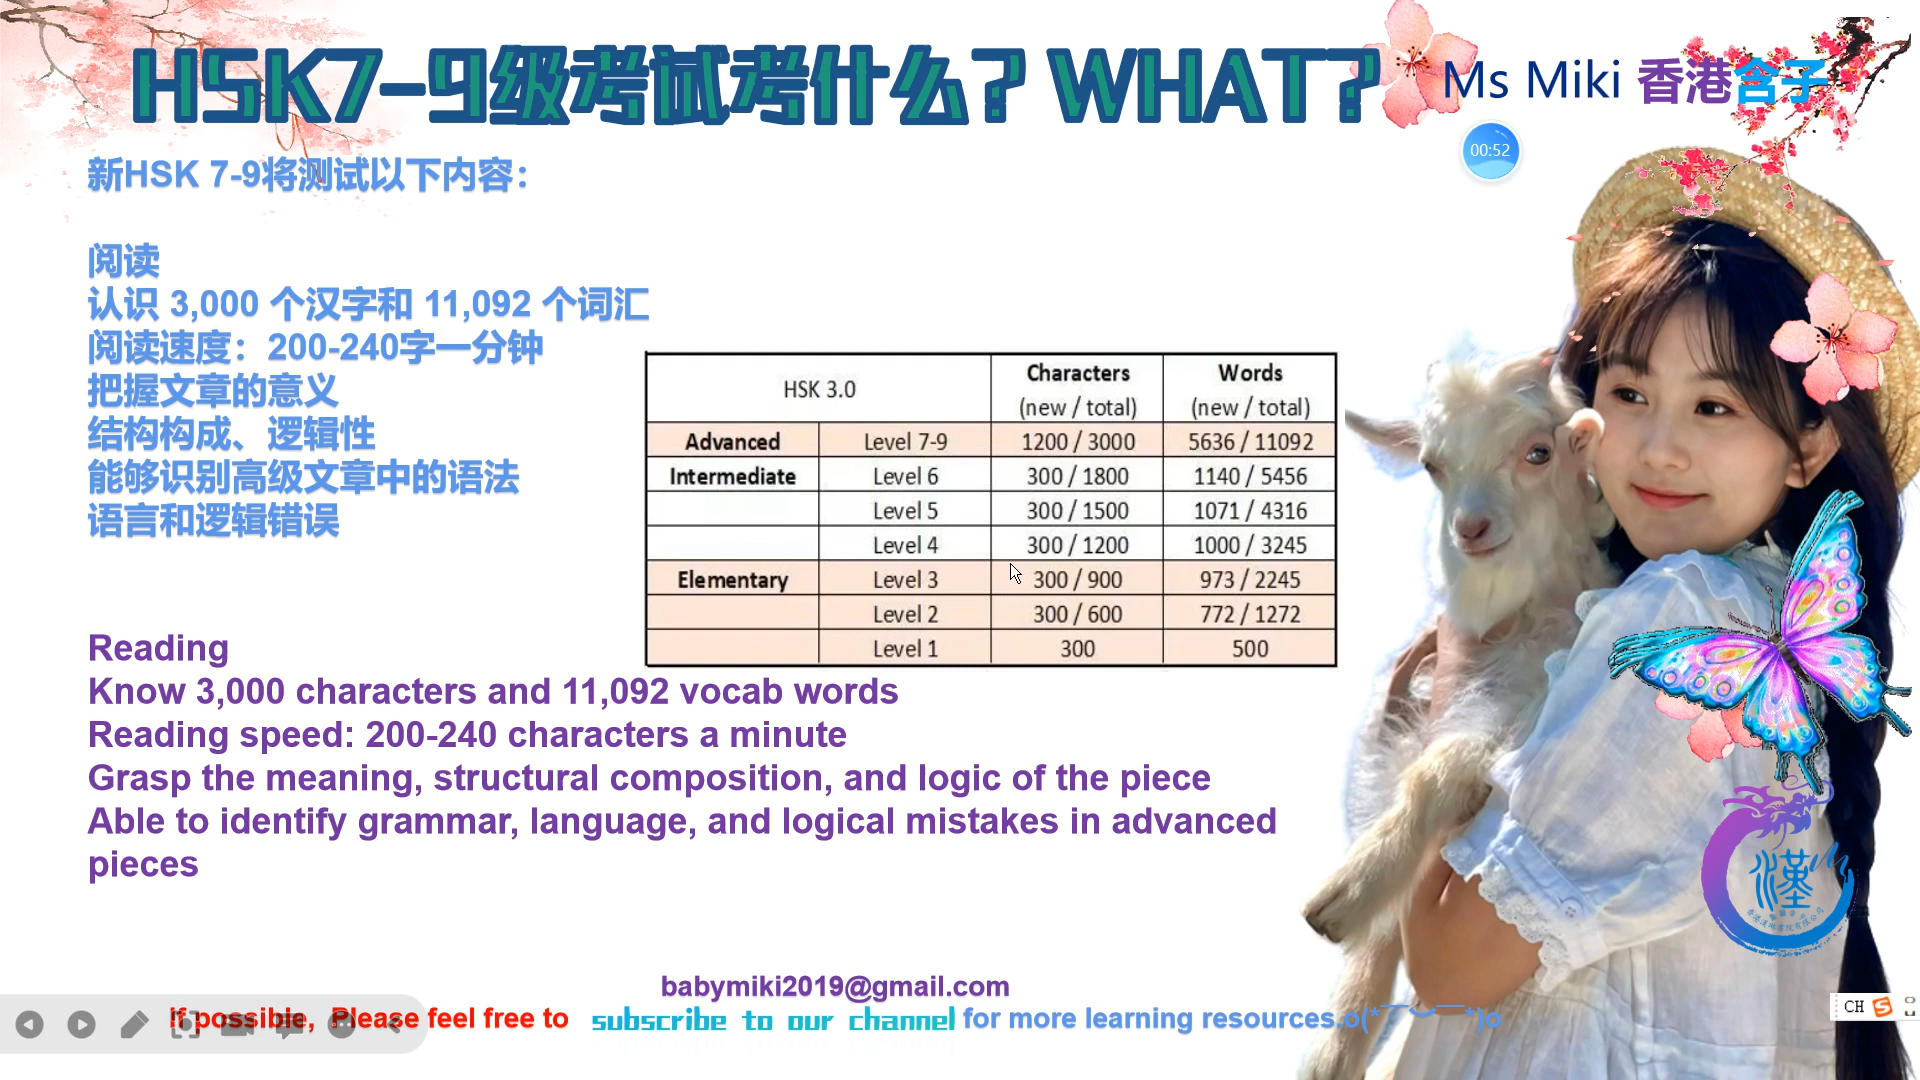 HSK7-9级考试考什么？WHAT？
Ms Miki 香港含子
00:52
新HSK 7-9将测试以下内容：
阅读
认识 3,000 个汉字和 11,092 个词汇
阅读速度：200-240字一分钟
把握文章的意义
结构构成、逻辑性
能够识别高级文章中的语法
语言和逻辑错误
HSK 3.0 Characters (new / total) Words (new / total)
Advanced Level 7-9 1200 / 3000 5636 / 11092
Intermediate Level 6 300 / 1800 1140 / 5456
Level 5 300 / 1500 1071 / 4316
Level 4 300 / 1200 1000 / 3245
Elementary Level 3 300 / 900 973 / 2245
Level 2 300 / 600 772 / 1272
Level 1 300 500
Reading
Know 3,000 characters and 11,092 vocab words
Reading speed: 200-240 characters a minute
Grasp the meaning, structural composition, and logic of the piece
Able to identify grammar, language, and logical mistakes in advanced
pieces
漢
babymiki2019@gmail.com
If possible, Please feel free to subscribe to our channel for more learning resources.o(*￣︶￣*)o
CH